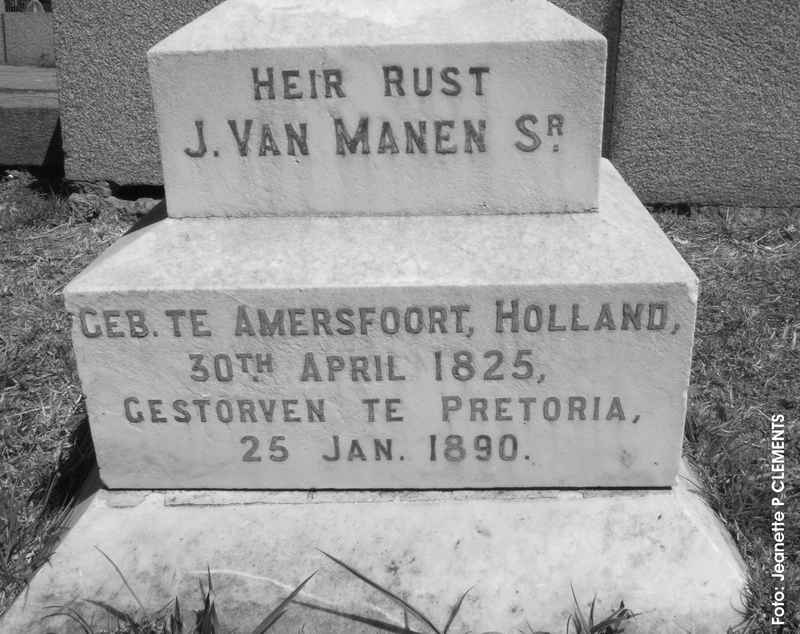 HEIR RUST
J. VAN MANEN SR.
GEB. TE AMERSFOORT, HOLLAND,
30TH APRIL 1825,
GESTORVEN TE PRETORIA,
25 JAN. 1890.
Foto: Jeanette P CLEMENTS